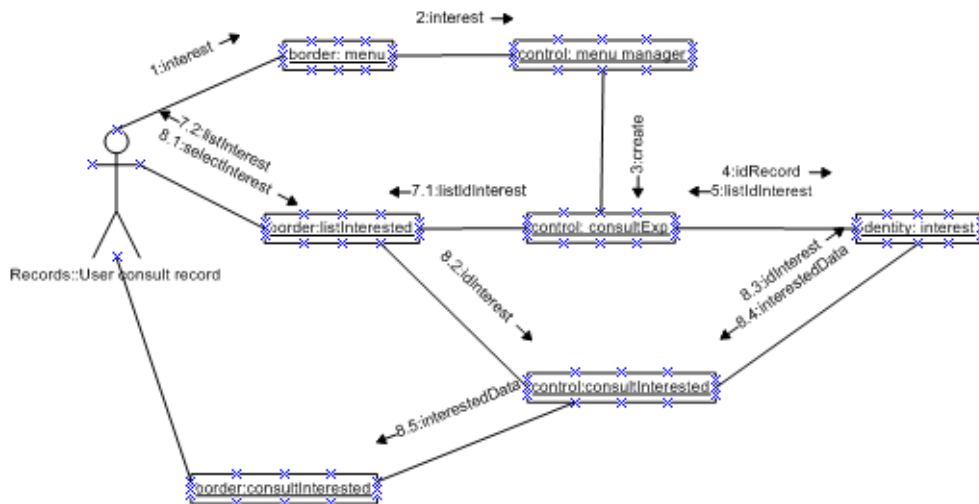 2:interest
1:interest
border: menu
control: menu manager
7.2:listInterest
8.1:selectInterest
3:create
7.1:listIdInterest
4:idRecord
5:listIdInterest
border:listInterested
control: consultExp
identity: interest
Records::User consult record
8.2:idInterest
8.3:idInterest
8.4:interestedData
control:consultInterested
8.5:interestedData
border:consultInterested